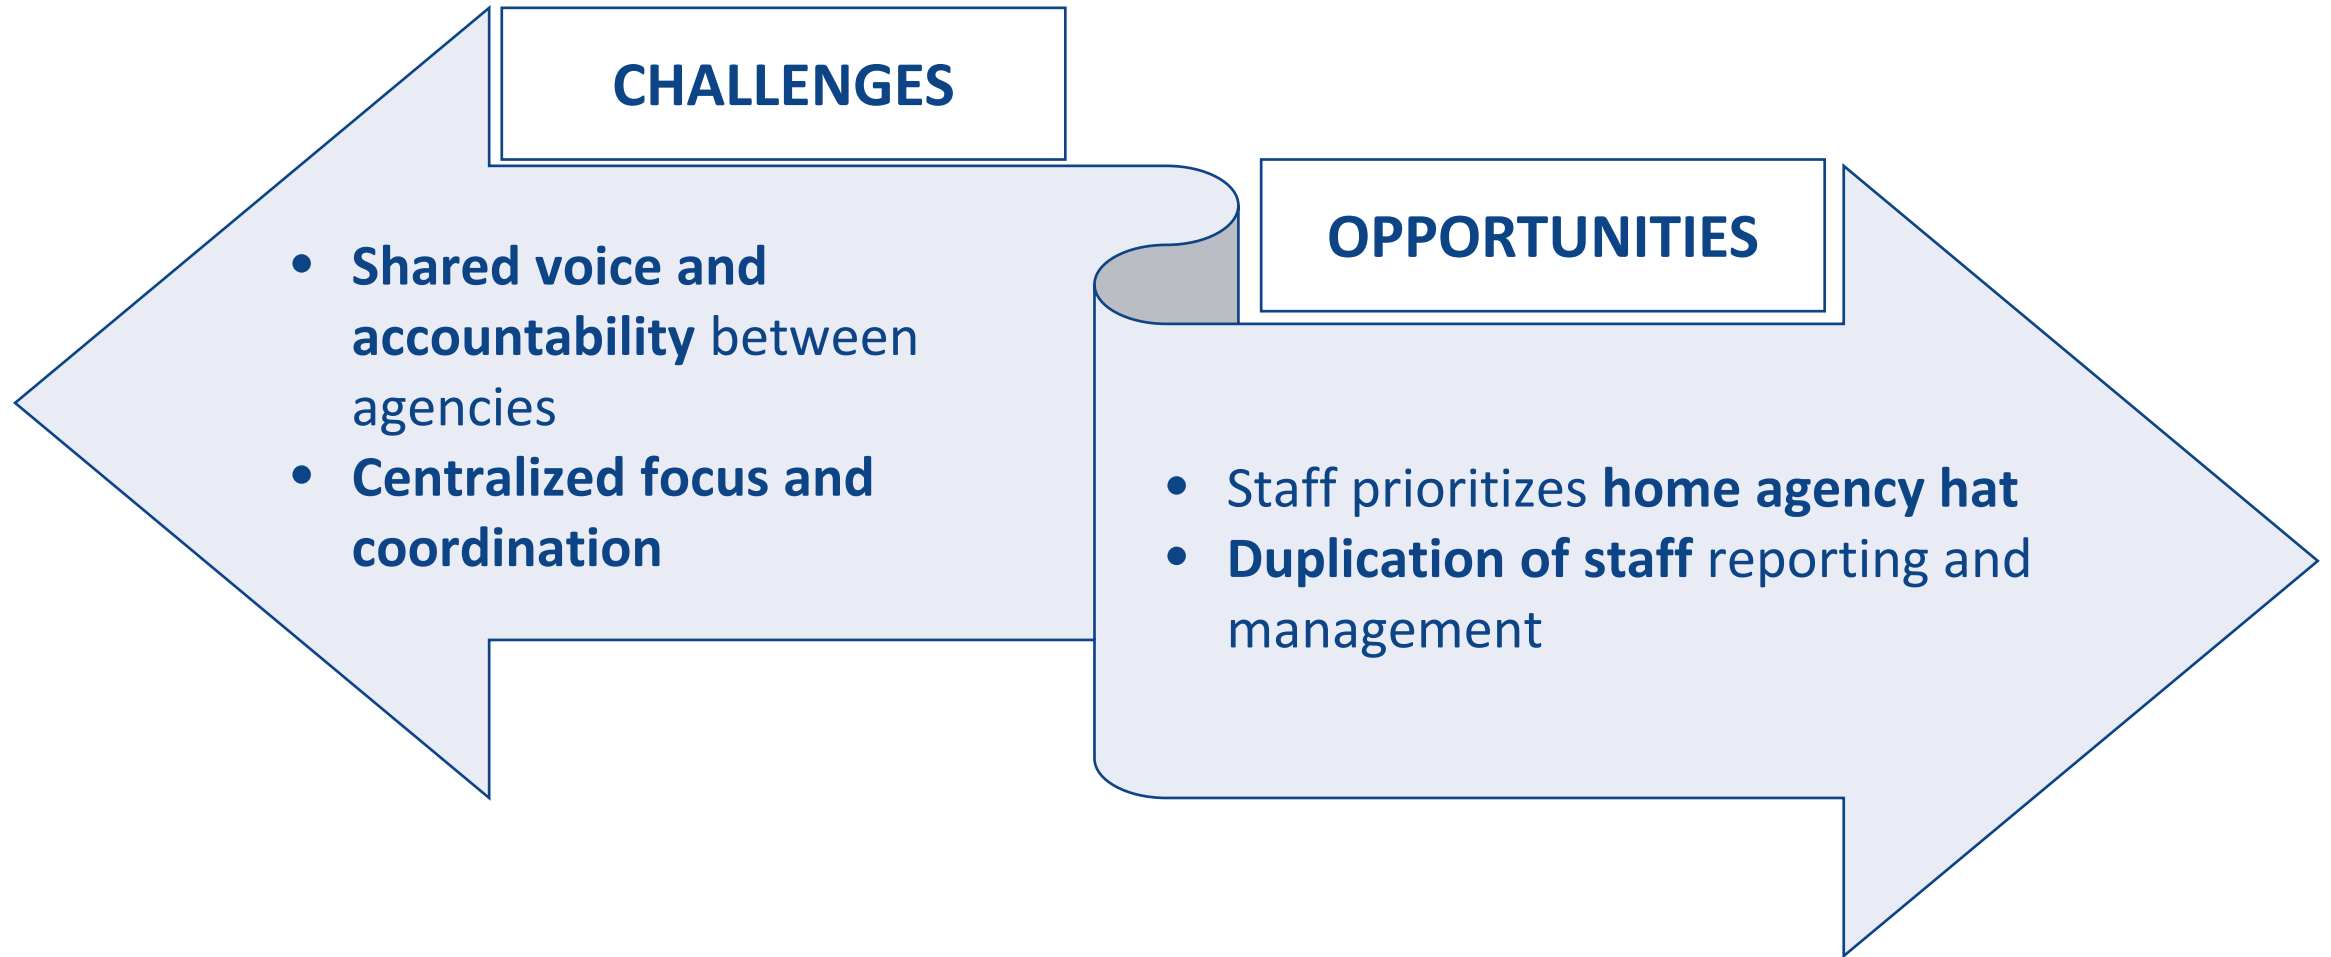 CHALLENGES
• Shared voice and
accountability between
agencies
• Centralized focus and
coordination
OPPORTUNITIES
• Staff prioritizes home agency hat
• Duplication of staff reporting and
management